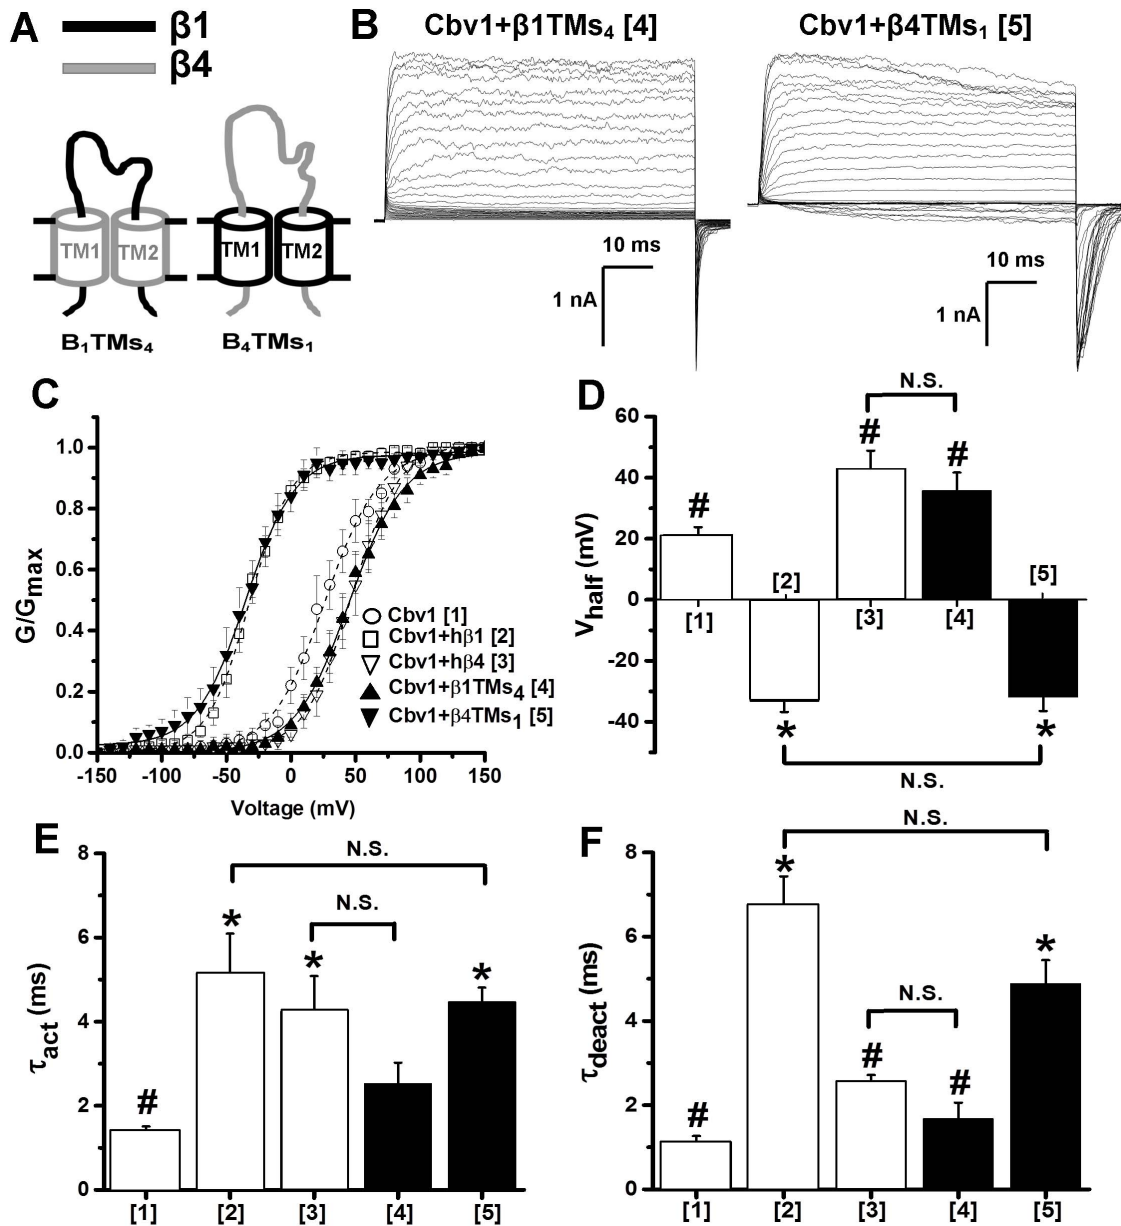 A
β1
β4
TM1 TM2 TM1 TM2
B₁TMs₄ B₄TMs₁
B
Cbv1+β1TMs₄ [4] Cbv1+β4TMs₁ [5]
10 ms
1 nA
10 ms
1 nA
C
G/Gmax
1.0
0.8
0.6
0.4
0.2
0.0
-150 -100 -50 0 50 100 150
Voltage (mV)
Cbv1 [1]
Cbv1+hβ1 [2]
Cbv1+hβ4 [3]
Cbv1+β1TMs₄ [4]
Cbv1+β4TMs₁ [5]
D
Vhalf (mV)
60
40
20
0
-20
-40
N.S.
# # #
[2] [5]
[1] [3] [4]
* *
N.S.
E
τact (ms)
8
6
4
2
0
N.S.
N.S.
# * * *
[1] [2] [3] [4] [5]
F
τdeact (ms)
8
6
4
2
0
N.S.
N.S.
# * # # *
[1] [2] [3] [4] [5]